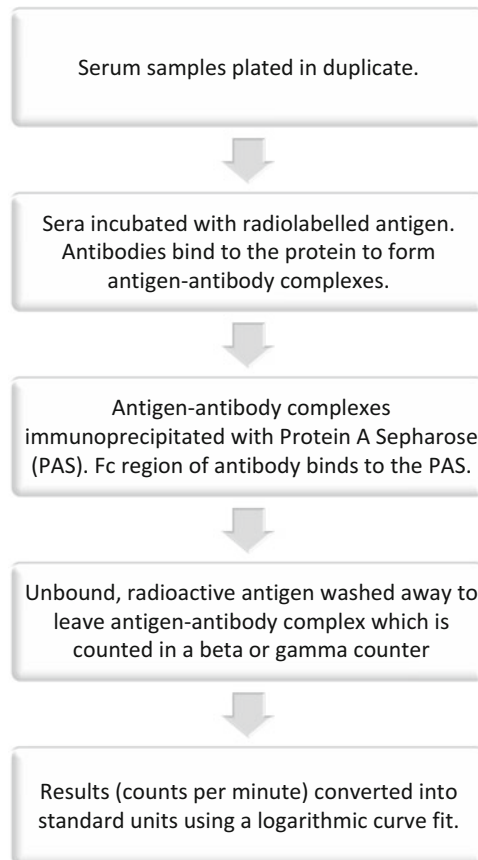 Serum samples plated in duplicate.
Sera incubated with radiolabelled antigen.
Antibodies bind to the protein to form
antigen-antibody complexes.
Antigen-antibody complexes
immunoprecipitated with Protein A Sepharose
(PAS). Fc region of antibody binds to the PAS.
Unbound, radioactive antigen washed away to
leave antigen-antibody complex which is
counted in a beta or gamma counter
Results (counts per minute) converted into
standard units using a logarithmic curve fit.